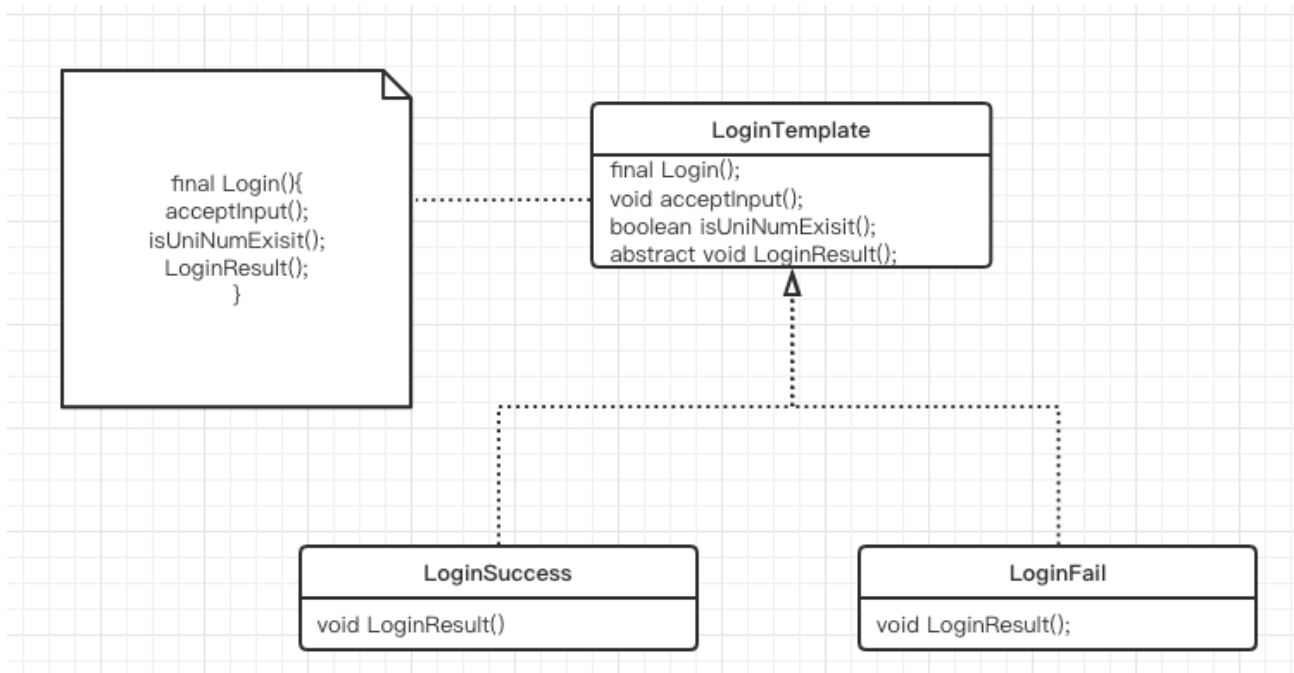 final Login(){
acceptInput();
isUniNumExisit();
LoginResult();
}
LoginTemplate
final Login();
void acceptInput();
boolean isUniNumExisit();
abstract void LoginResult();
LoginSuccess
void LoginResult()
LoginFail
void LoginResult();